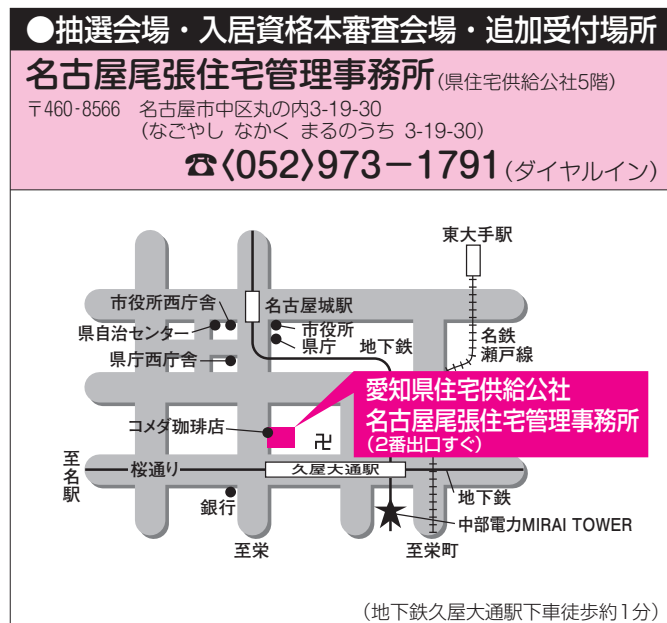 ●抽選会場・入居資格本審査会場・追加受付場所
名古屋尾張住宅管理事務所(県住宅供給公社5階)
〒460-8566 名古屋市中区丸の内3-19-30
(なごやし なかく まるのうち 3-19-30)
☎〈052〉973−1791(ダイヤルイン)
東大手駅
市役所西庁舎
名古屋城駅
県自治センター
市役所
県庁
地下鉄
名鉄
瀬戸線
県庁西庁舎
愛知県住宅供給公社
名古屋尾張住宅管理事務所
(2番出口すぐ)
コメダ珈琲店
卍
至名駅
桜通り
久屋大通駅
地下鉄
銀行
中部電力MIRAI TOWER
至栄
至栄町
(地下鉄久屋大通駅下車徒歩約1分)